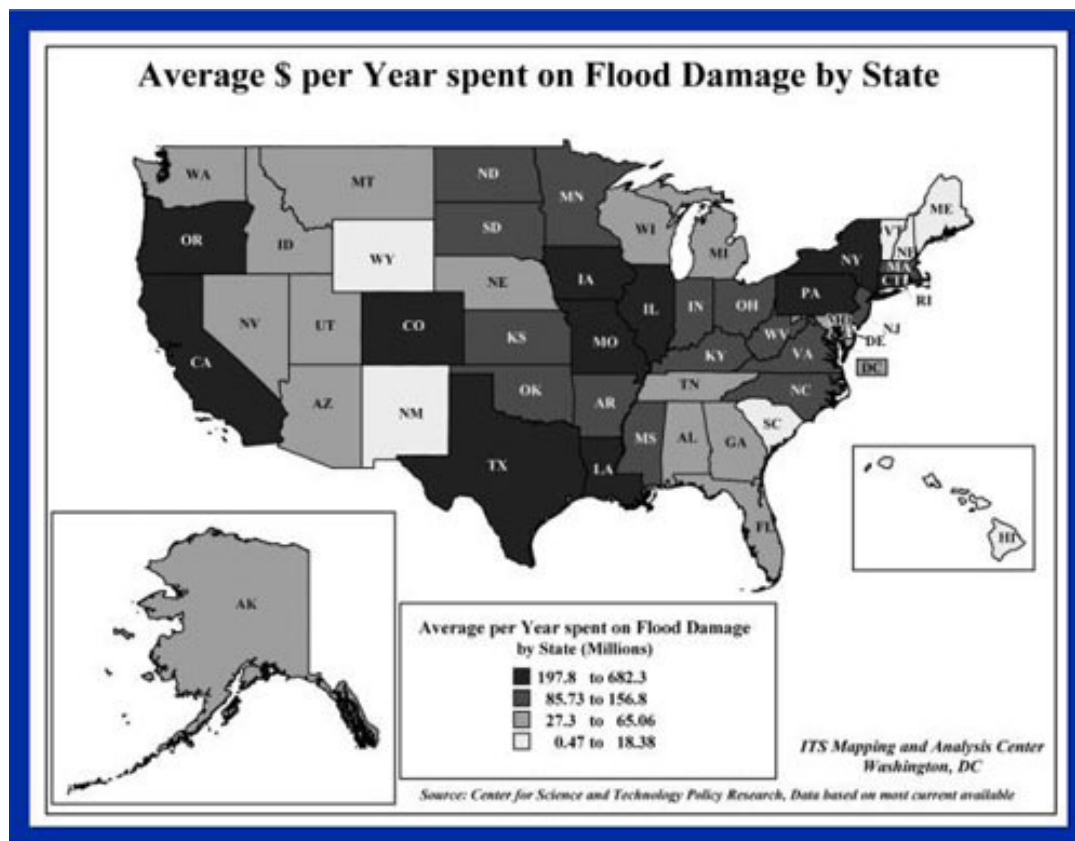 Average $ per Year spent on Flood Damage by State
WA
MT
ND
MN
OR
ID
WY
SD
WI
MI
NY
VT
ME
MA
CT
RI
NV
UT
CO
NE
IA
IL
IN
OH
PA
NJ
DE
DC
CA
KS
MO
KY
WV
VA
AZ
NM
OK
AR
TN
NC
SC
TX
LA
MS
AL
GA
FL
AK
HI
Average per Year spent on Flood Damage
by State (Millions)
197.8 to 682.3
85.73 to 156.8
27.3 to 65.06
0.47 to 18.38
ITS Mapping and Analysis Center
Washington, DC
Source: Center for Science and Technology Policy Research, Data based on most current available